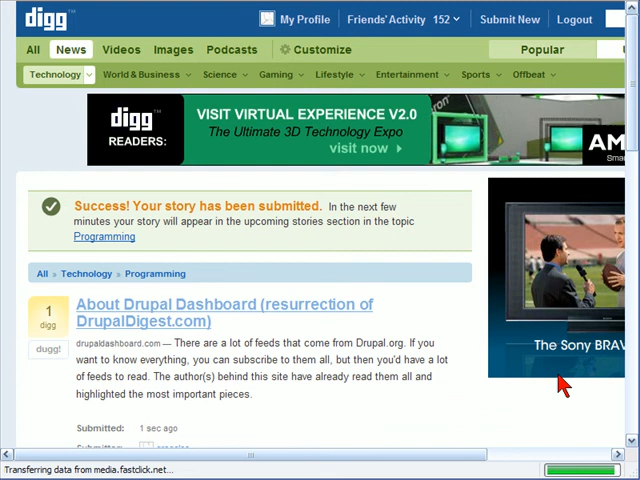 digg™ My Profile Friends' Activity 152 Submit New Logout
All News Videos Images Podcasts Customize Popular
Technology World & Business Science Gaming Lifestyle Entertainment Sports Offbeat
digg™
READERS:
VISIT VIRTUAL EXPERIENCE V2.0
The Ultimate 3D Technology Expo
visit now
Success! Your story has been submitted. In the next few
minutes your story will appear in the upcoming stories section in the topic
Programming
All » Technology » Programming
1
digg
dugg!
About Drupal Dashboard (resurrection of
DrupalDigest.com)
drupaldashboard.com — There are a lot of feeds that come from Drupal.org. If you
want to know everything, you can subscribe to them all, but then you'd have a lot
of feeds to read. The author(s) behind this site have already read them all and
highlighted the most important pieces.
Submitted: 1 sec ago
Submitted:
The Sony BRAV
Transferring data from media.fastclick.net...